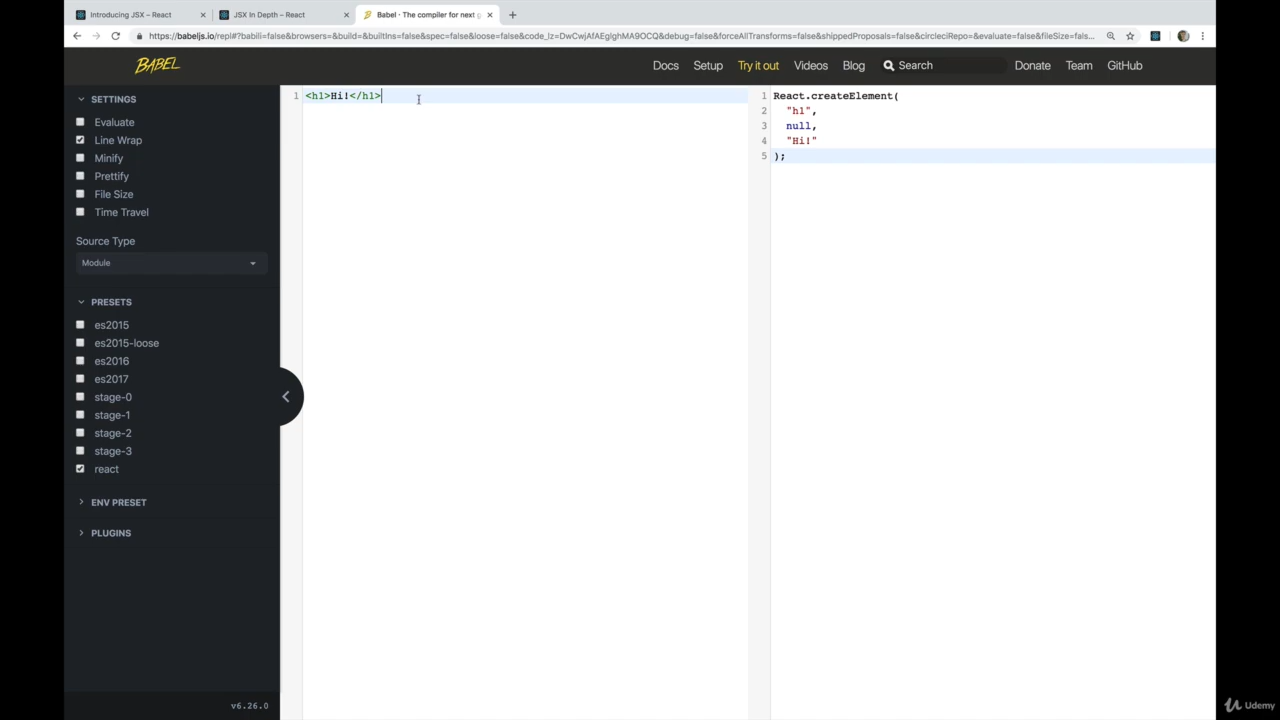 Introducing JSX – React
JSX In Depth – React
Babel · The compiler for next g
https://babeljs.io/repl#?babili=false&browsers=&build=&builtIns=false&spec=false&loose=false&code_lz=DwCwjAfAEglghMA9OCQ&debug=false&forceAllTransforms=false&shippedProposals=false&circleciRepo=&evaluate=false&fileSize=fals...
BABEL
Docs
Setup
Try it out
Videos
Blog
Search
Donate
Team
GitHub
SETTINGS
Evaluate
Line Wrap
Minify
Prettify
File Size
Time Travel
Source Type
Module
PRESETS
es2015
es2015-loose
es2016
es2017
stage-0
stage-1
stage-2
stage-3
react
ENV PRESET
PLUGINS
v6.26.0
1 <h1>Hi!</h1>
1 React.createElement(
2 "h1",
3 null,
4 "Hi!"
5 );
Udemy